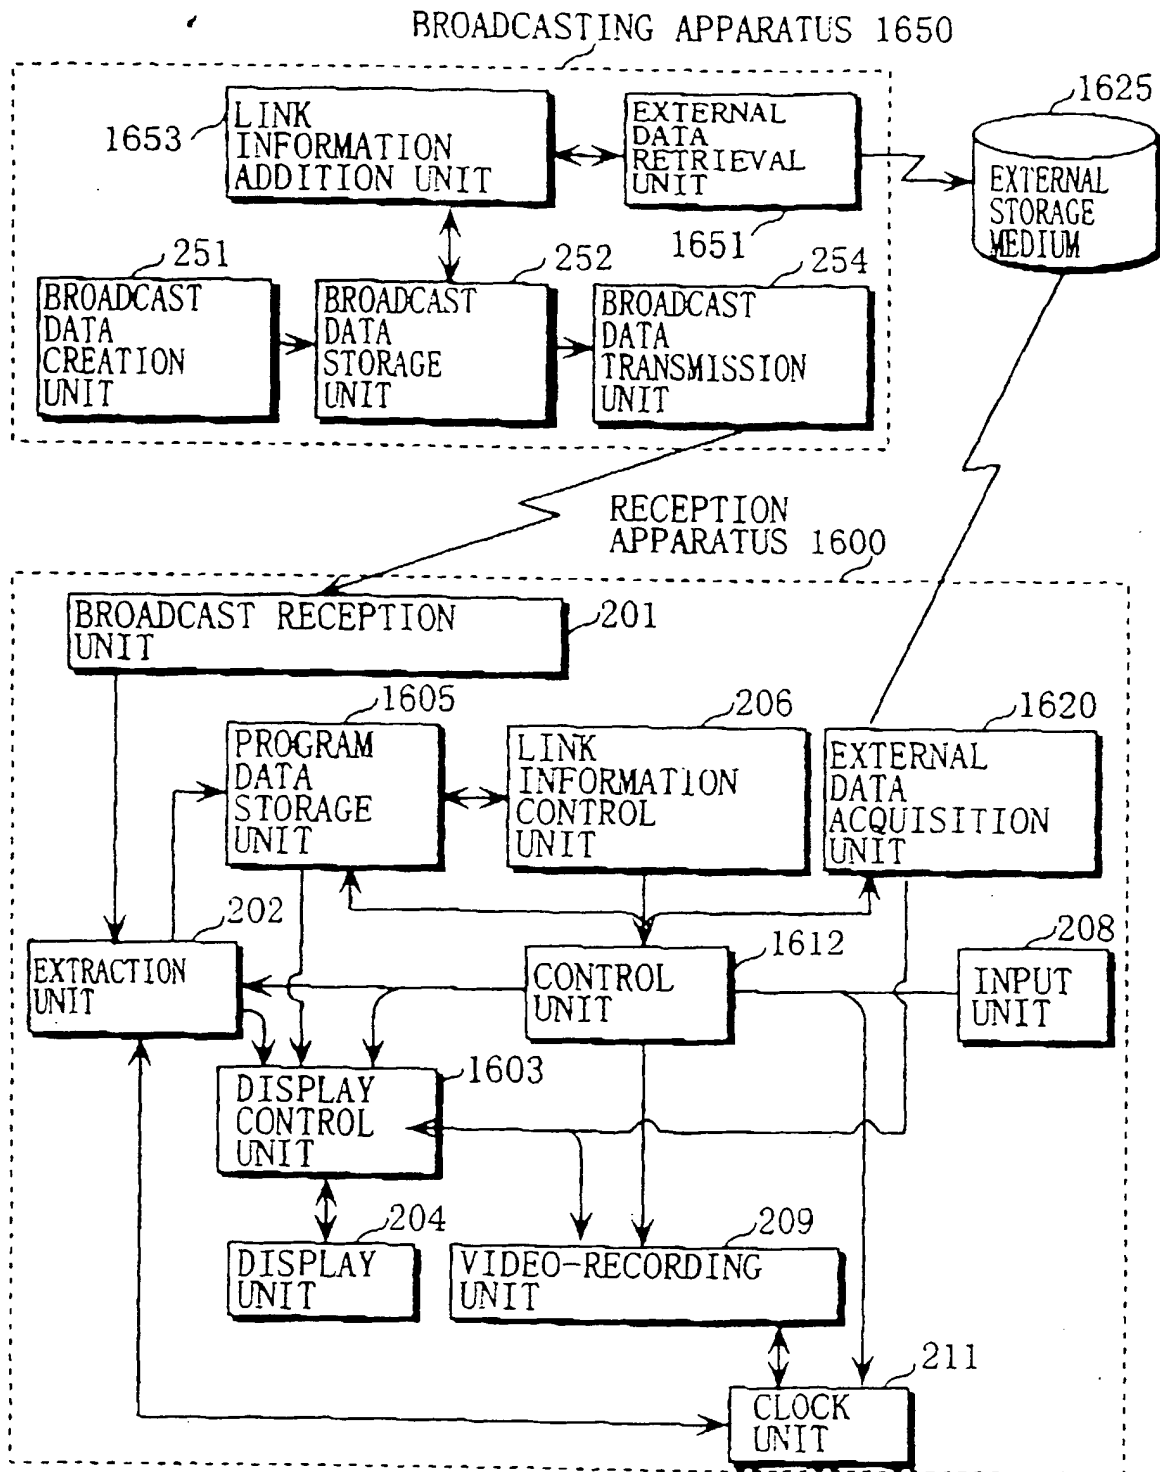 BROADCASTING APPARATUS 1650
1653
LINK
INFORMATION
ADDITION UNIT
EXTERNAL
DATA
RETRIEVAL
UNIT
1651
1625
EXTERNAL
STORAGE
MEDIUM
251
BROADCAST
DATA
CREATION
UNIT
252
BROADCAST
DATA
STORAGE
UNIT
254
BROADCAST
DATA
TRANSMISSION
UNIT
RECEPTION
APPARATUS 1600
BROADCAST RECEPTION
UNIT
201
1605
PROGRAM
DATA
STORAGE
UNIT
206
LINK
INFORMATION
CONTROL
UNIT
1620
EXTERNAL
DATA
ACQUISITION
UNIT
202
EXTRACTION
UNIT
1612
CONTROL
UNIT
208
INPUT
UNIT
1603
DISPLAY
CONTROL
UNIT
204
DISPLAY
UNIT
209
VIDEO-RECORDING
UNIT
211
CLOCK
UNIT